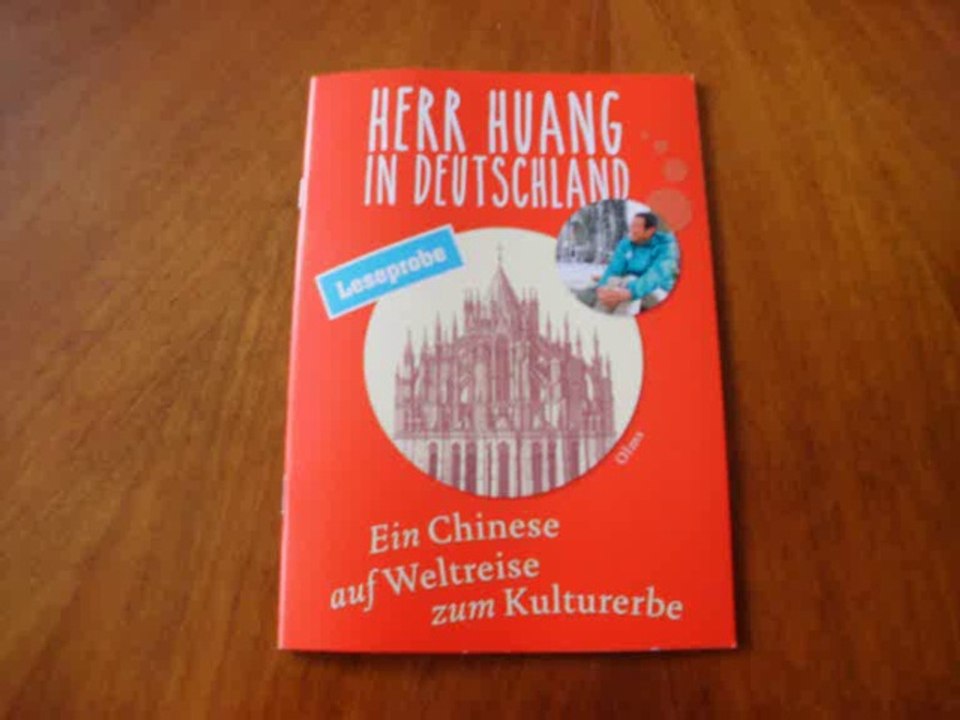 HERR HUANG
IN DEUTSCHLAND
Leseprobe
Olms
Ein Chinese
auf Weltreise
zum Kulturerbe